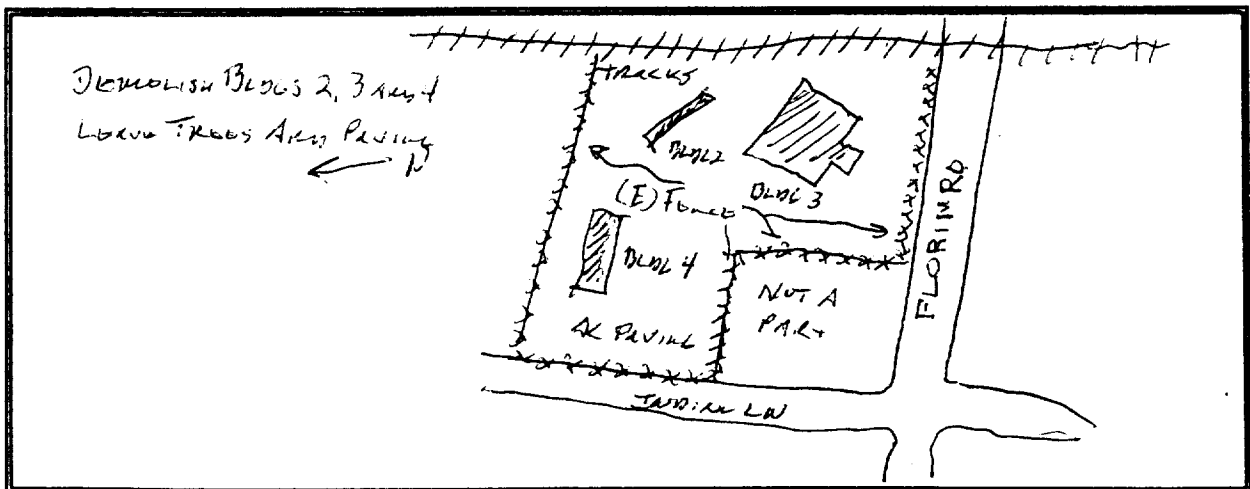 DEMOLISH BLDGS 2, 3 AND 4
LEAVE TREES AND PAVING
N
TRACKS
BLDG 2
BLDG 3
(E) FENCE
BLDG 4
NOT A
PART
AC PAVING
FLORIN RD
INDIAN LN